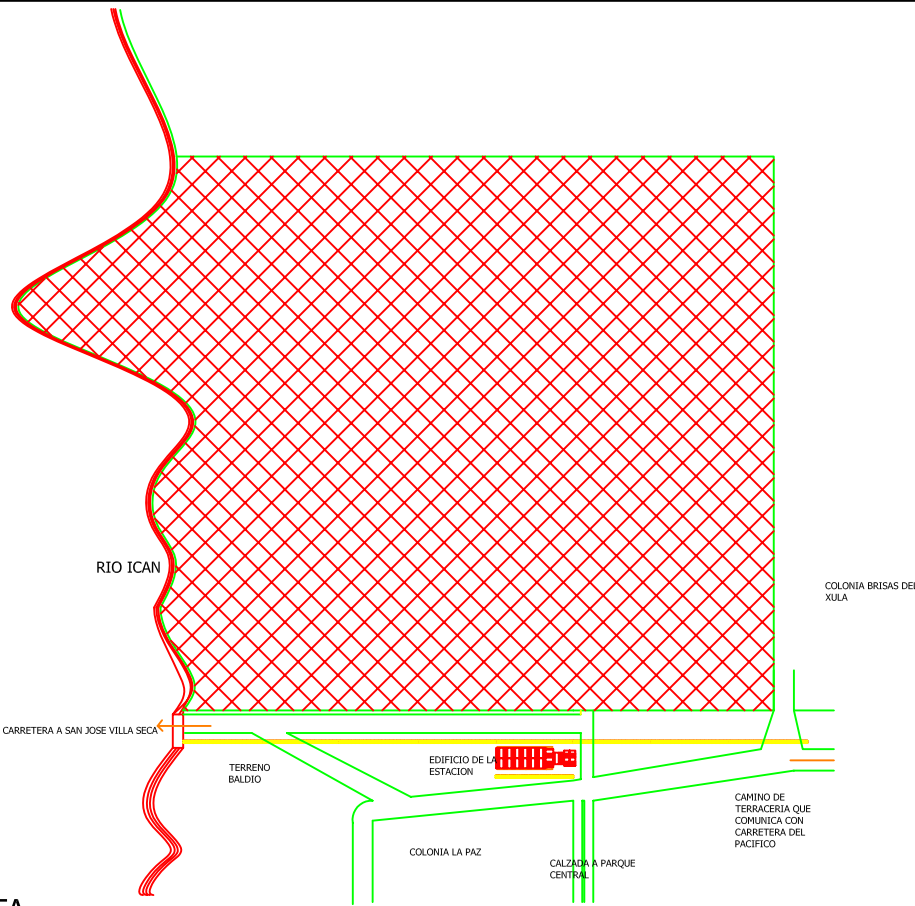 RIO ICAN
COLONIA BRISAS DEL
XULA
CARRETERA A SAN JOSE VILLA SECA
EDIFICIO DE LA
ESTACION
TERRENO
BALDIO
CAMINO DE
TERRACERIA QUE
COMUNICA CON
CARRETERA DEL
PACIFICO
COLONIA LA PAZ
CALZADA A PARQUE
CENTRAL